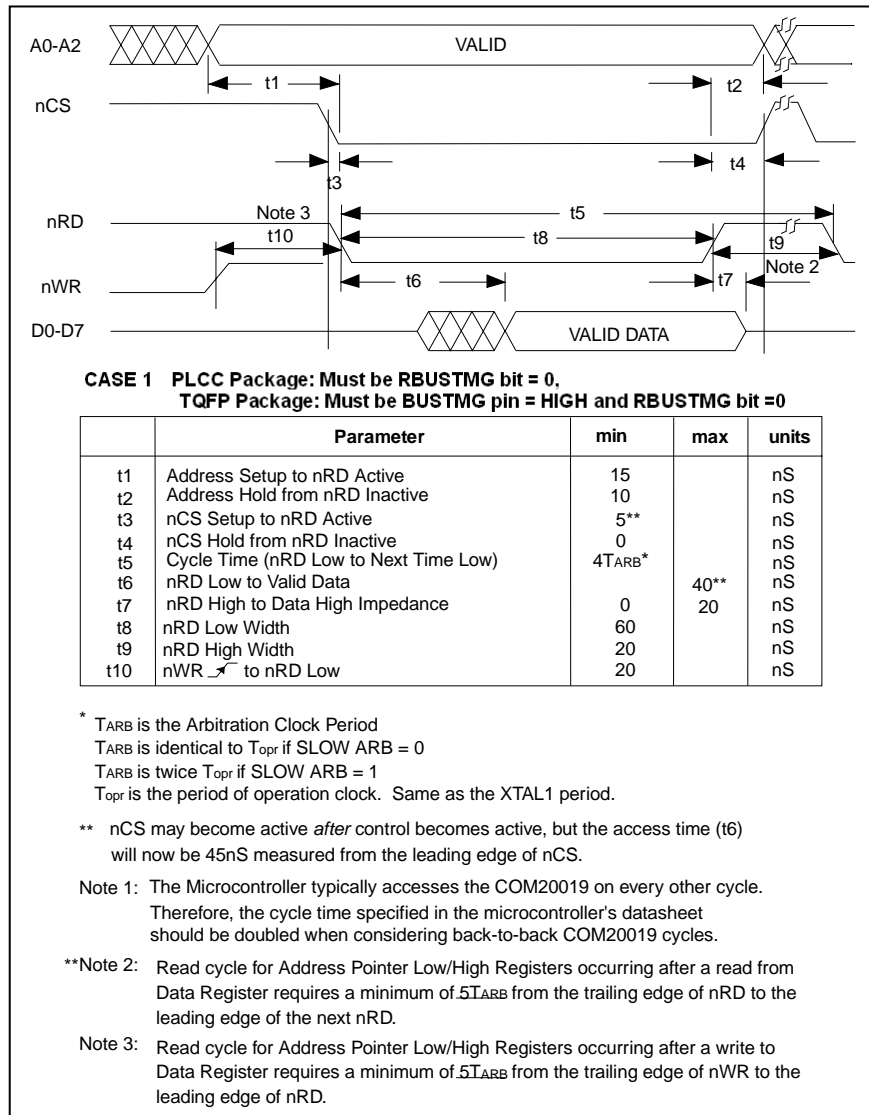 A0-A2
VALID
t1
t2
nCS
t3
t4
nRD
Note 3
t5
t10
t8
t9
nWR
t6
t7
Note 2
D0-D7
VALID DATA
CASE 1 PLCC Package: Must be RBUSTMG bit = 0,
TQFP Package: Must be BUSTMG pin = HIGH and RBUSTMG bit =0
Parameter min max units
t1 Address Setup to nRD Active 15 nS
t2 Address Hold from nRD Inactive 10 nS
t3 nCS Setup to nRD Active 5** nS
t4 nCS Hold from nRD Inactive 0 nS
t5 Cycle Time (nRD Low to Next Time Low) 4TARB* nS
t6 nRD Low to Valid Data 40** nS
t7 nRD High to Data High Impedance 0 20 nS
t8 nRD Low Width 60 nS
t9 nRD High Width 20 nS
t10 nWR to nRD Low 20 nS
* TARB is the Arbitration Clock Period
TARB is identical to Topr if SLOW ARB = 0
TARB is twice Topr if SLOW ARB = 1
Topr is the period of operation clock. Same as the XTAL1 period.
** nCS may become active after control becomes active, but the access time (t6)
will now be 45nS measured from the leading edge of nCS.
Note 1: The Microcontroller typically accesses the COM20019 on every other cycle.
Therefore, the cycle time specified in the microcontroller's datasheet
should be doubled when considering back-to-back COM20019 cycles.
**Note 2: Read cycle for Address Pointer Low/High Registers occurring after a read from
Data Register requires a minimum of 5TARB from the trailing edge of nRD to the
leading edge of the next nRD.
Note 3: Read cycle for Address Pointer Low/High Registers occurring after a write to
Data Register requires a minimum of 5TARB from the trailing edge of nWR to the
leading edge of nRD.